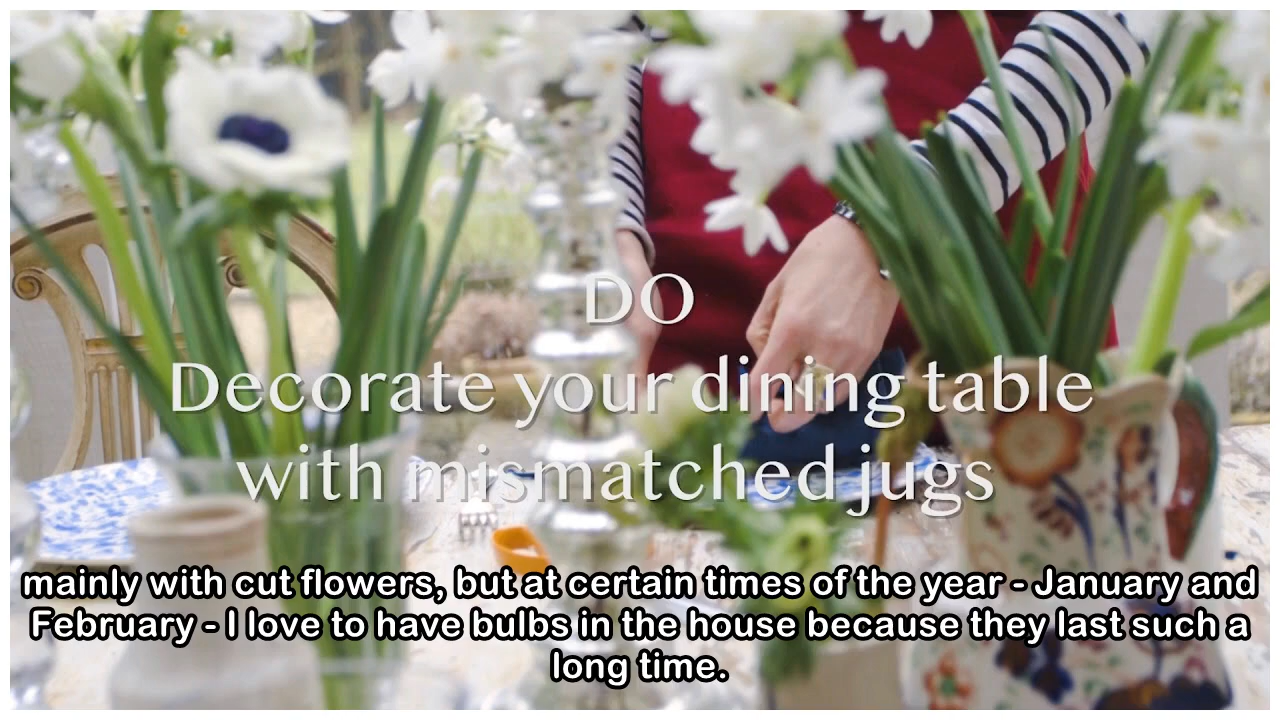 DO
Decorate your dining table
with mismatched jugs
mainly with cut flowers, but at certain times of the year - January and
February - I love to have bulbs in the house because they last such a
long time.